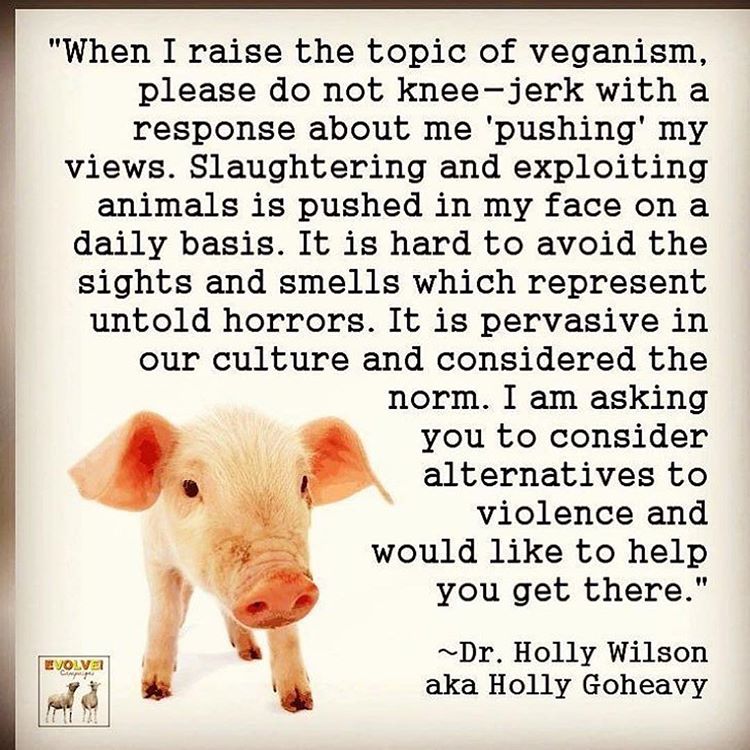 "When I raise the topic of veganism,
please do not knee-jerk with a
response about me 'pushing' my
views. Slaughtering and exploiting
animals is pushed in my face on a
daily basis. It is hard to avoid the
sights and smells which represent
untold horrors. It is pervasive in
our culture and considered the
norm. I am asking
you to consider
alternatives to
violence and
would like to help
you get there."
~Dr. Holly Wilson
aka Holly Goheavy
EVOLVE!
Campaigns